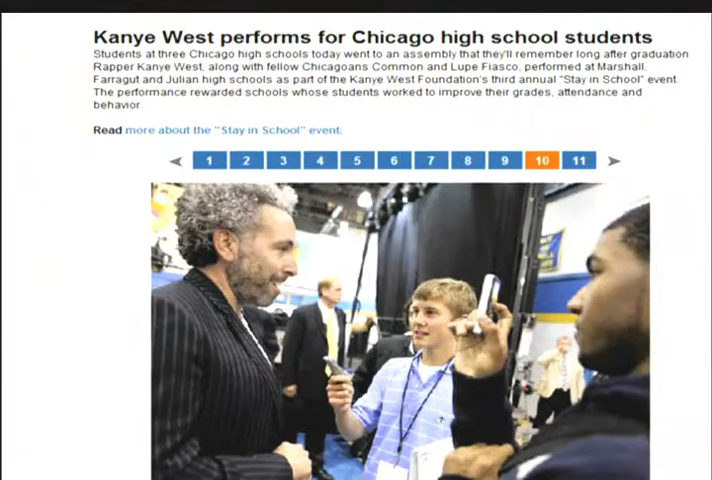 Kanye West performs for Chicago high school students
Students at three Chicago high schools today went to an assembly that they'll remember long after graduation
Rapper Kanye West, along with fellow Chicagoans Common and Lupe Fiasco, performed at Marshall,
Farragut and Julian high schools as part of the Kanye West Foundation's third annual "Stay in School" event.
The performance rewarded schools whose students worked to improve their grades, attendance and
behavior.
Read more about the "Stay in School" event.
1 2 3 4 5 6 7 8 9 10 11